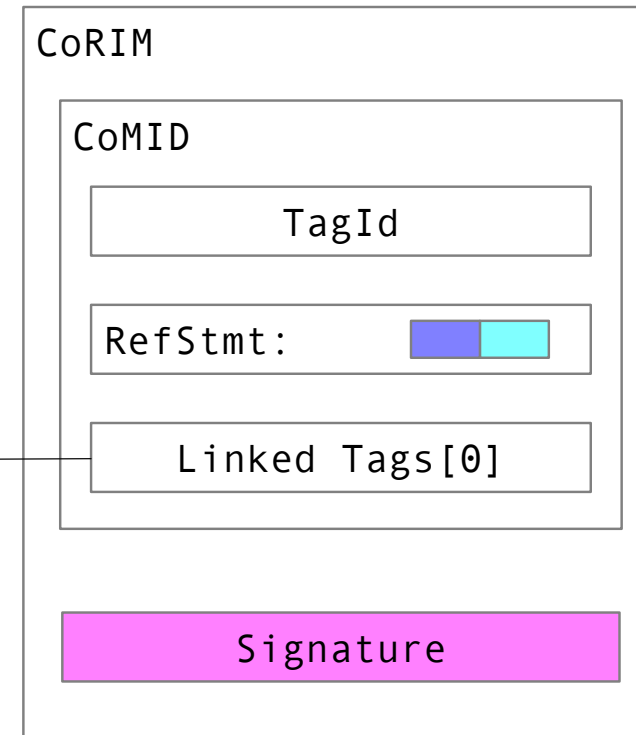 CoRIM
CoMID
TagId
RefStmt:
Linked Tags[0]
Signature